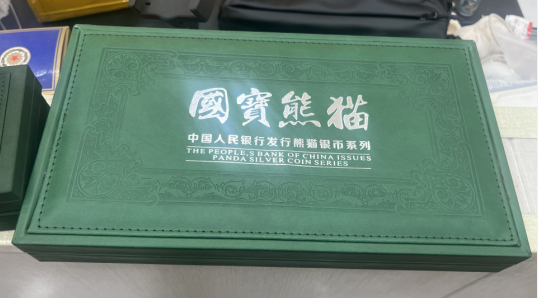 國寶熊猫
中国人民银行发行熊猫银币系列
THE PEOPLE,S BANK OF CHINA ISSUES
PANDA SILVER COIN SERIES